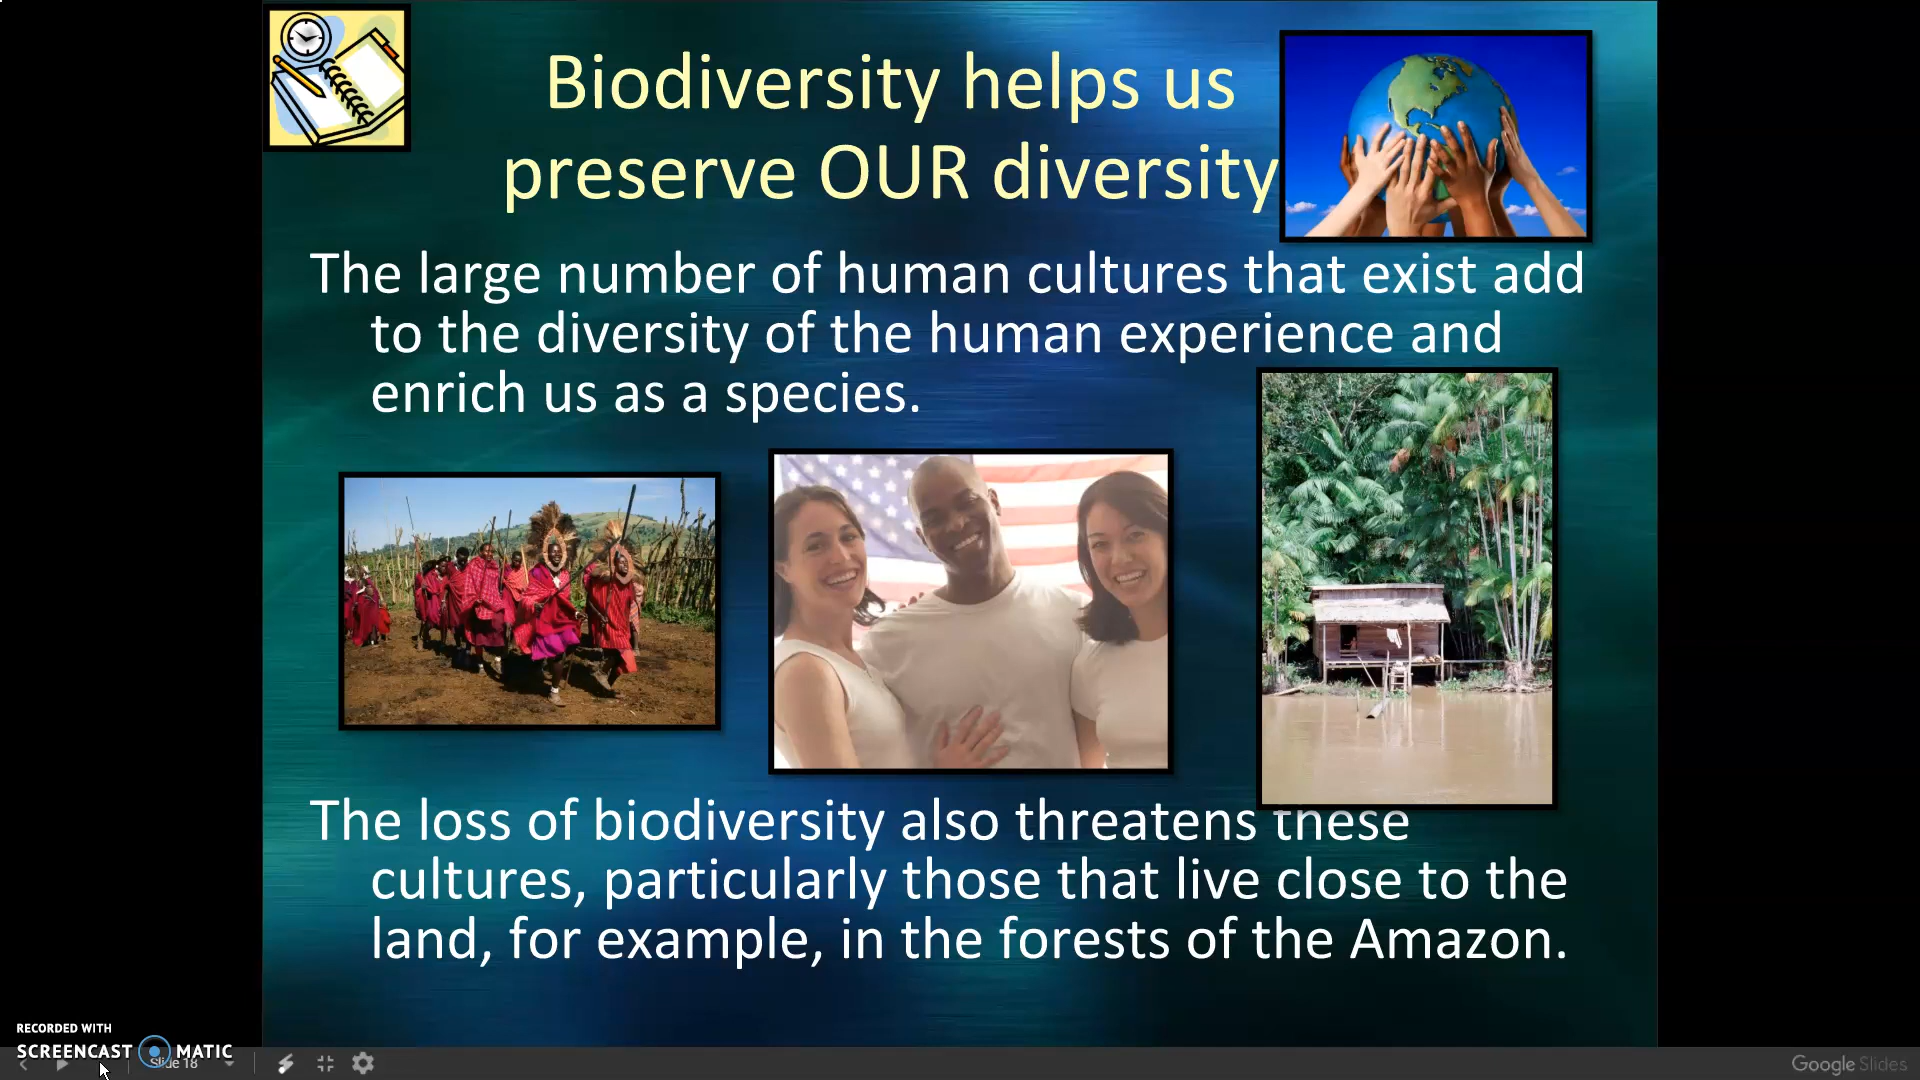 Biodiversity helps us
preserve OUR diversity
The large number of human cultures that exist add
to the diversity of the human experience and
enrich us as a species.
The loss of biodiversity also threatens these
cultures, particularly those that live close to the
land, for example, in the forests of the Amazon.
RECORDED WITH
SCREENCAST MATIC
Slide 18
Google Slides